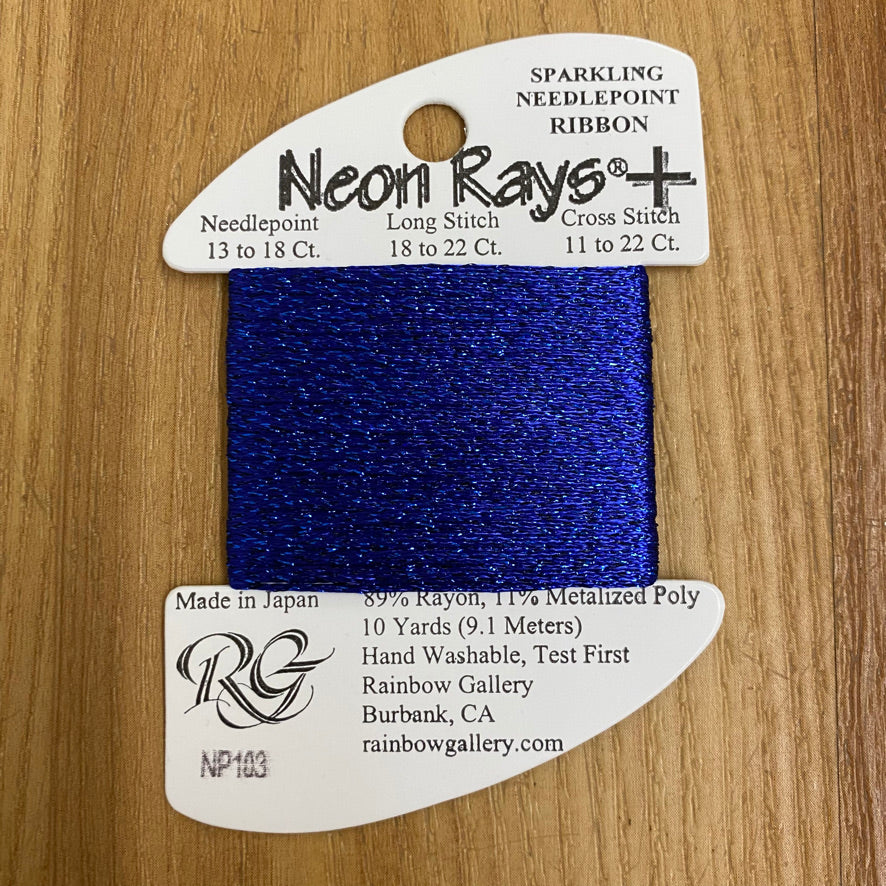 SPARKLING
NEEDLEPOINT
RIBBON
Neon Rays®+
Needlepoint Long Stitch Cross Stitch
13 to 18 Ct. 18 to 22 Ct. 11 to 22 Ct.
Made in Japan 89% Rayon, 11% Metalized Poly
10 Yards (9.1 Meters)
Hand Washable, Test First
RG Rainbow Gallery
Burbank, CA
rainbowgallery.com
NP103